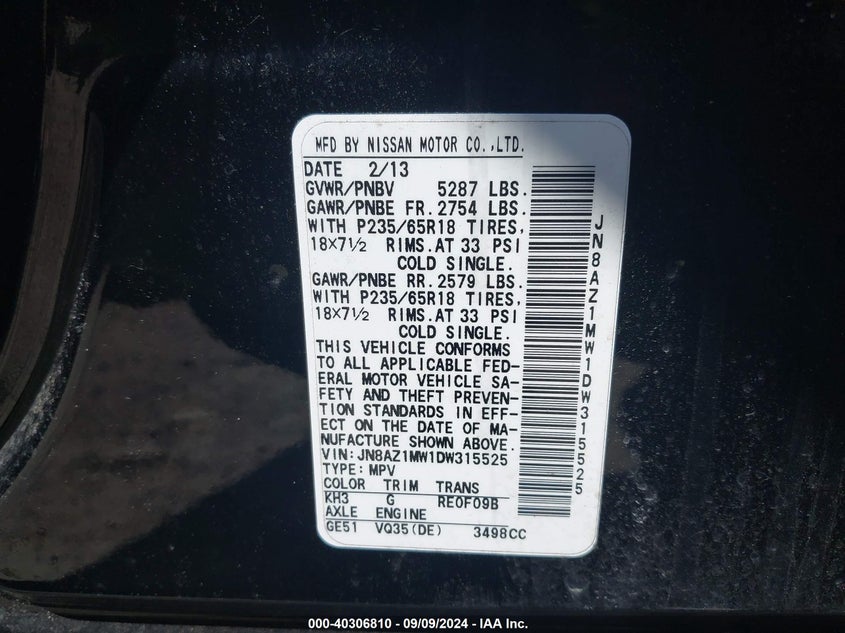 MFD BY NISSAN MOTOR CO.,LTD.
DATE 2/13
GVWR/PNBV 5287 LBS.
GAWR/PNBE FR. 2754 LBS.
WITH P235/65R18 TIRES,
18×7½ RIMS. AT 33 PSI
COLD SINGLE.
GAWR/PNBE RR. 2579 LBS.
WITH P235/65R18 TIRES,
18×7½ RIMS. AT 33 PSI
COLD SINGLE.
THIS VEHICLE CONFORMS
TO ALL APPLICABLE FED-
ERAL MOTOR VEHICLE SA-
FETY AND THEFT PREVEN-
TION STANDARDS IN EFF-
ECT ON THE DATE OF MA-
NUFACTURE SHOWN ABOVE.
VIN: JN8AZ1MW1DW315525
TYPE: MPV
COLOR TRIM TRANS
KH3 G RE0F09B
AXLE ENGINE
GE51 VQ35(DE) 3498CC
JN8AZ1MW1DW315525
000-40306810 - 09/09/2024 - IAA Inc.